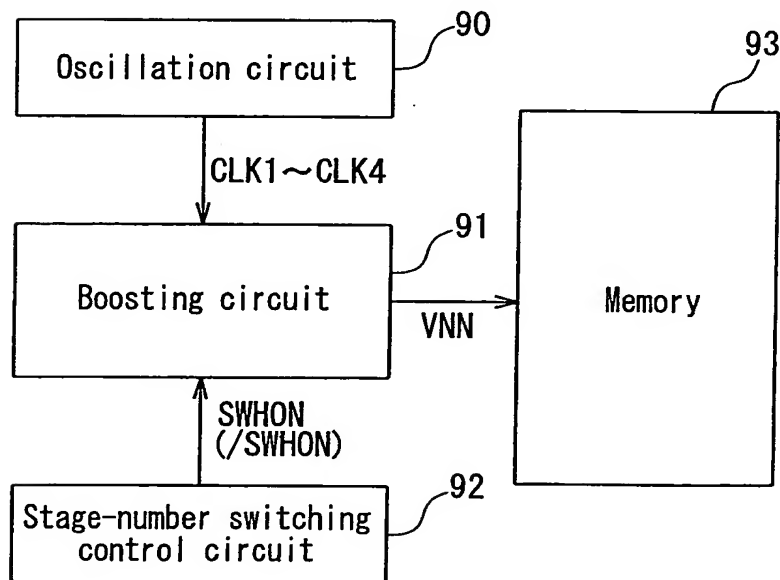 90
Oscillation circuit
93
CLK1～CLK4
91
Boosting circuit
VNN
Memory
SWHON
(/SWHON)
92
Stage-number switching
control circuit